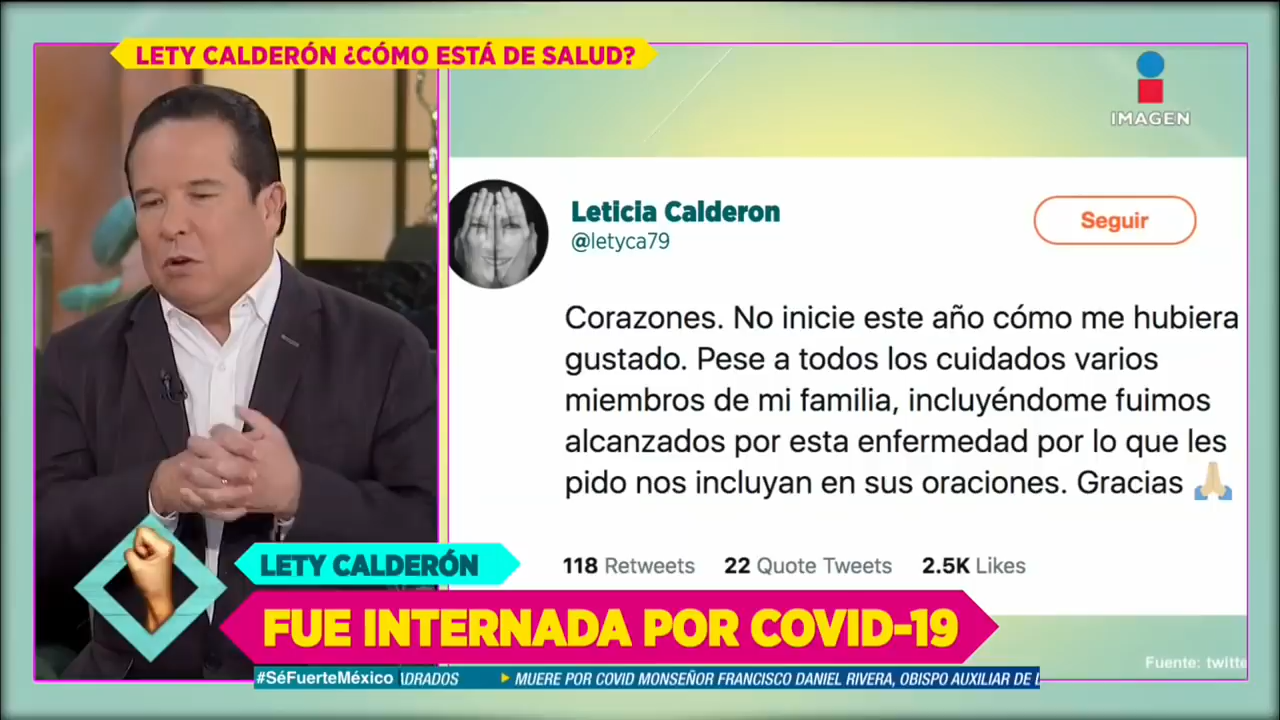 LETY CALDERÓN ¿CÓMO ESTÁ DE SALUD?
IMAGEN
Leticia Calderon
@letyca79
Seguir
Corazones. No inicie este año cómo me hubiera
gustado. Pese a todos los cuidados varios
miembros de mi familia, incluyéndome fuimos
alcanzados por esta enfermedad por lo que les
pido nos incluyan en sus oraciones. Gracias 🙏🏼
118 Retweets 22 Quote Tweets 2.5K Likes
LETY CALDERÓN
FUE INTERNADA POR COVID-19
Fuente: twitte
#SéFuerteMéxico ADRADOS MUERE POR COVID MONSEÑOR FRANCISCO DANIEL RIVERA, OBISPO AUXILIAR DE